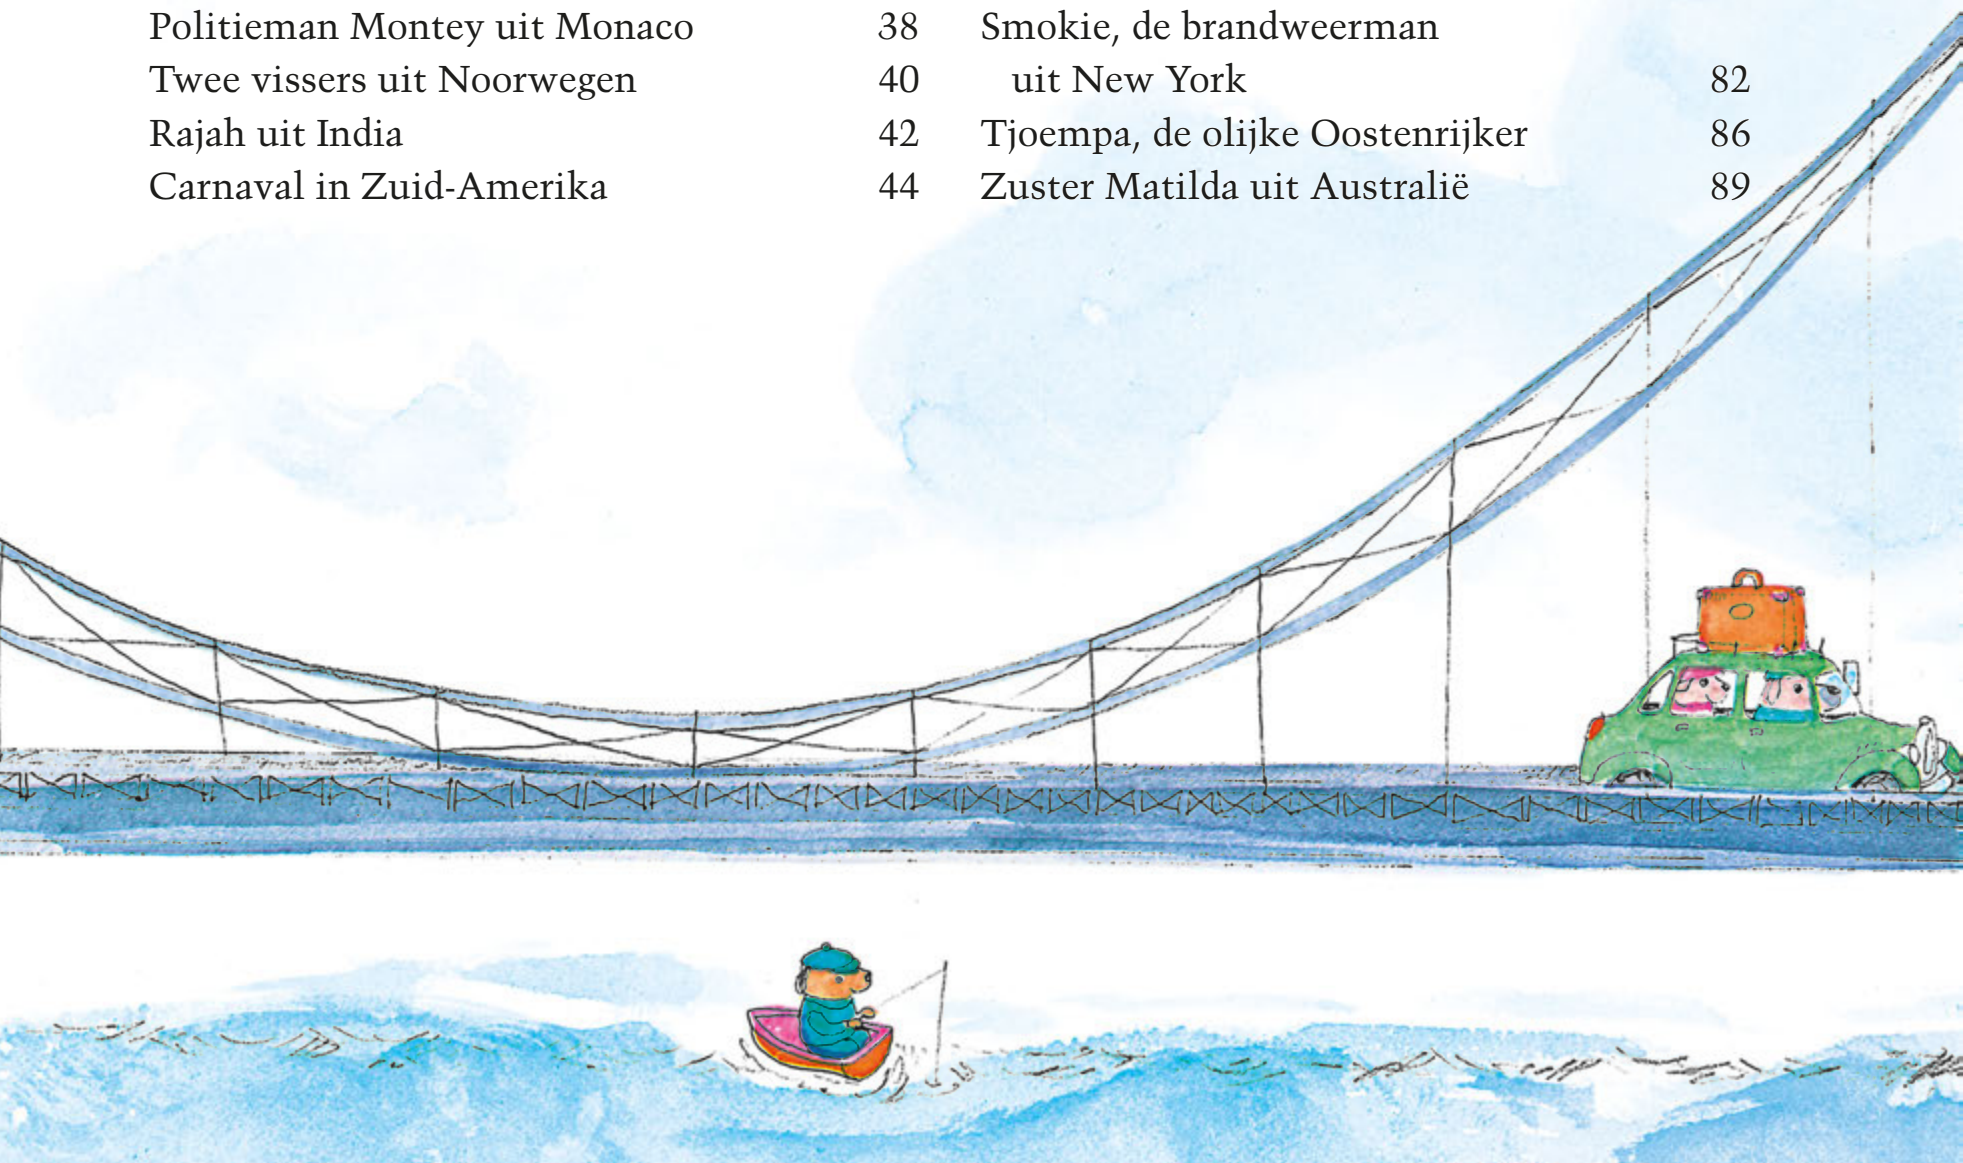 Politieman Montey uit Monaco 38
Twee vissers uit Noorwegen 40
Rajah uit India 42
Carnaval in Zuid-Amerika 44
Smokie, de brandweerman
uit New York 82
Tjoempa, de olijke Oostenrijker 86
Zuster Matilda uit Australië 89